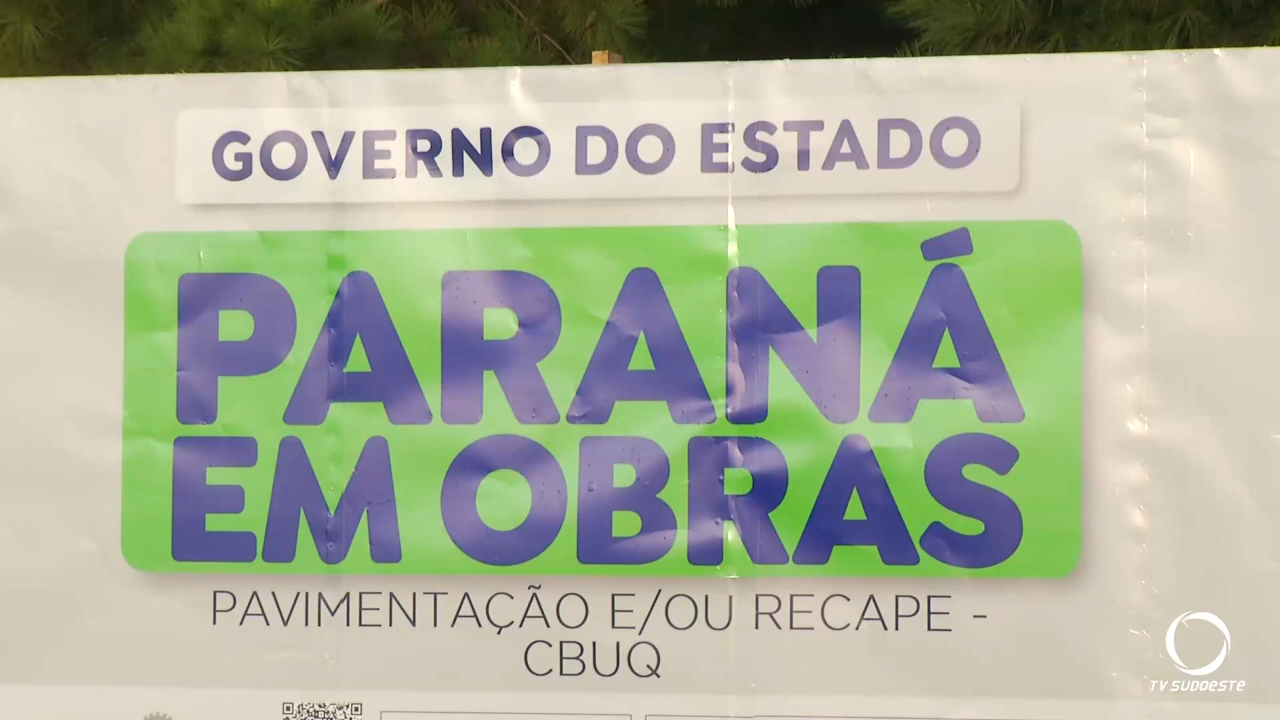 GOVERNO DO ESTADO
PARANÁ
EM OBRAS
PAVIMENTAÇÃO E/OU RECAPE -
CBUQ
TV SUDOESTE